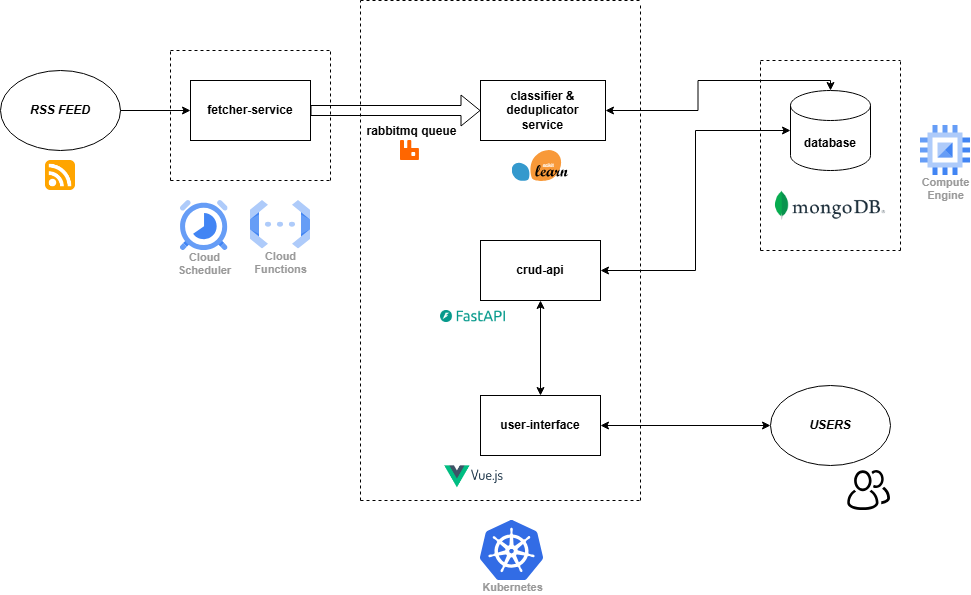 RSS FEED
fetcher-service
rabbitmq queue
classifier &
deduplicator
service
learn
database
mongoDB.
Compute
Engine
Cloud
Scheduler
Cloud
Functions
crud-api
FastAPI
user-interface
Vue.js
USERS
Kubernetes